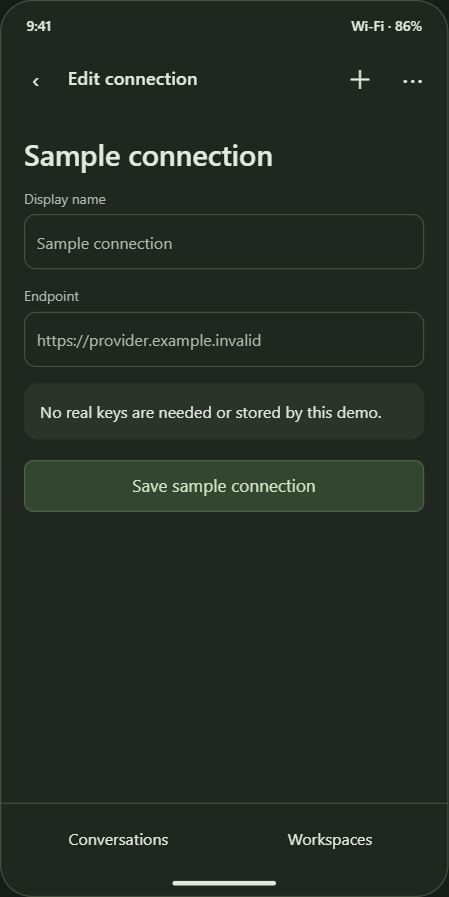 9:41
Wi-Fi · 86%
‹ Edit connection + ...
Sample connection
Display name
Sample connection
Endpoint
https://provider.example.invalid
No real keys are needed or stored by this demo.
Save sample connection
Conversations
Workspaces